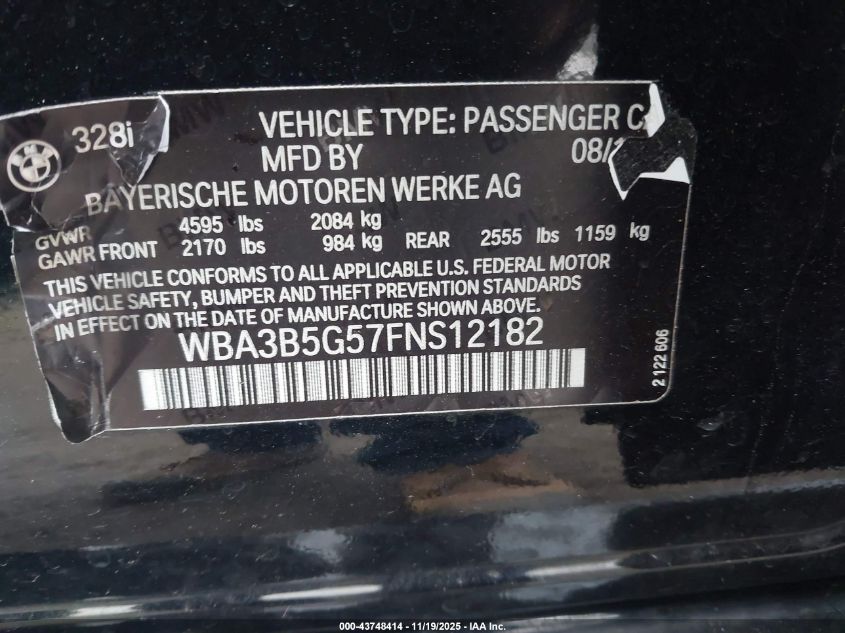 328i
VEHICLE TYPE: PASSENGER
MFD BY 08/
BAYERISCHE MOTOREN WERKE AG
GVWR 4595 lbs 2084 kg
GAWR FRONT 2170 lbs 984 kg REAR 2555 lbs 1159 kg
THIS VEHICLE CONFORMS TO ALL APPLICABLE U.S. FEDERAL MOTOR
VEHICLE SAFETY, BUMPER AND THEFT PREVENTION STANDARDS
IN EFFECT ON THE DATE OF MANUFACTURE SHOWN ABOVE.
WBA3B5G57FNS12182
2 122 606
000-43748414 - 11/19/2025 - IAA Inc.